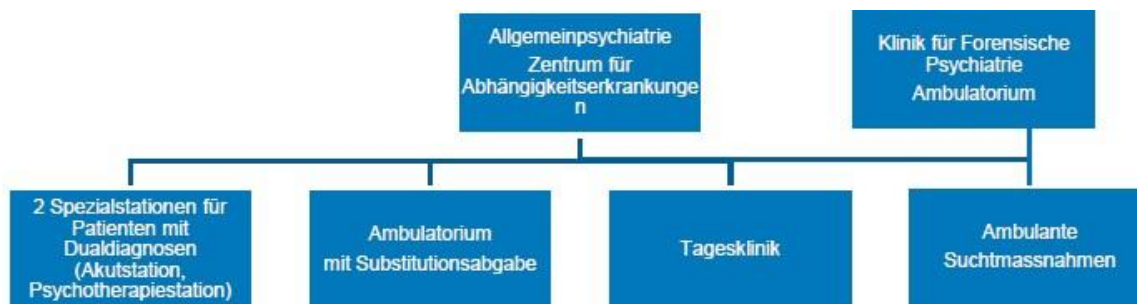 Allgemeinpsychiatrie
Zentrum für
Abhängigkeitserkrankunge
n
Klinik für Forensische
Psychiatrie
Ambulatorium
2 Spezialstationen für
Patienten mit
Dualdiagnosen
(Akutstation,
Psychotherapiestation)
Ambulatorium
mit Substitutionsabgabe
Tagesklinik
Ambulante
Suchtmassnahmen